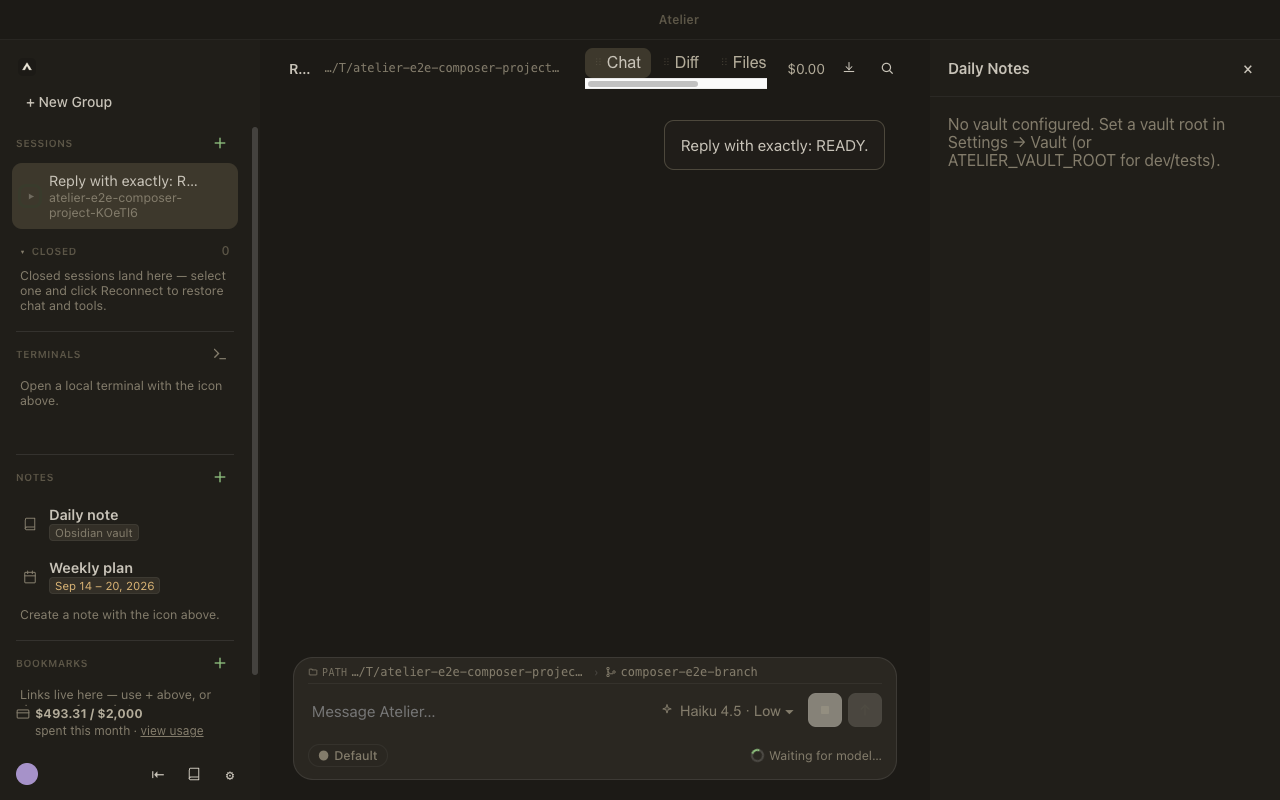 Atelier
+ New Group
SESSIONS
Reply with exactly: R...
atelier-e2e-composer-
project-KOeTI6
CLOSED
0
Closed sessions land here — select
one and click Reconnect to restore
chat and tools.
TERMINALS
Open a local terminal with the icon
above.
NOTES
Daily note
Obsidian vault
Weekly plan
Sep 14 – 20, 2026
Create a note with the icon above.
BOOKMARKS
Links live here — use + above, or
$493.31 / $2,000
spent this month · view usage
R...
…/T/atelier-e2e-composer-project…
Chat
Diff
Files
$0.00
Reply with exactly: READY.
PATH …/T/atelier-e2e-composer-projec… › composer-e2e-branch
Message Atelier...
Haiku 4.5 · Low
Default
Waiting for model...
Daily Notes
No vault configured. Set a vault root in
Settings → Vault (or
ATELIER_VAULT_ROOT for dev/tests).